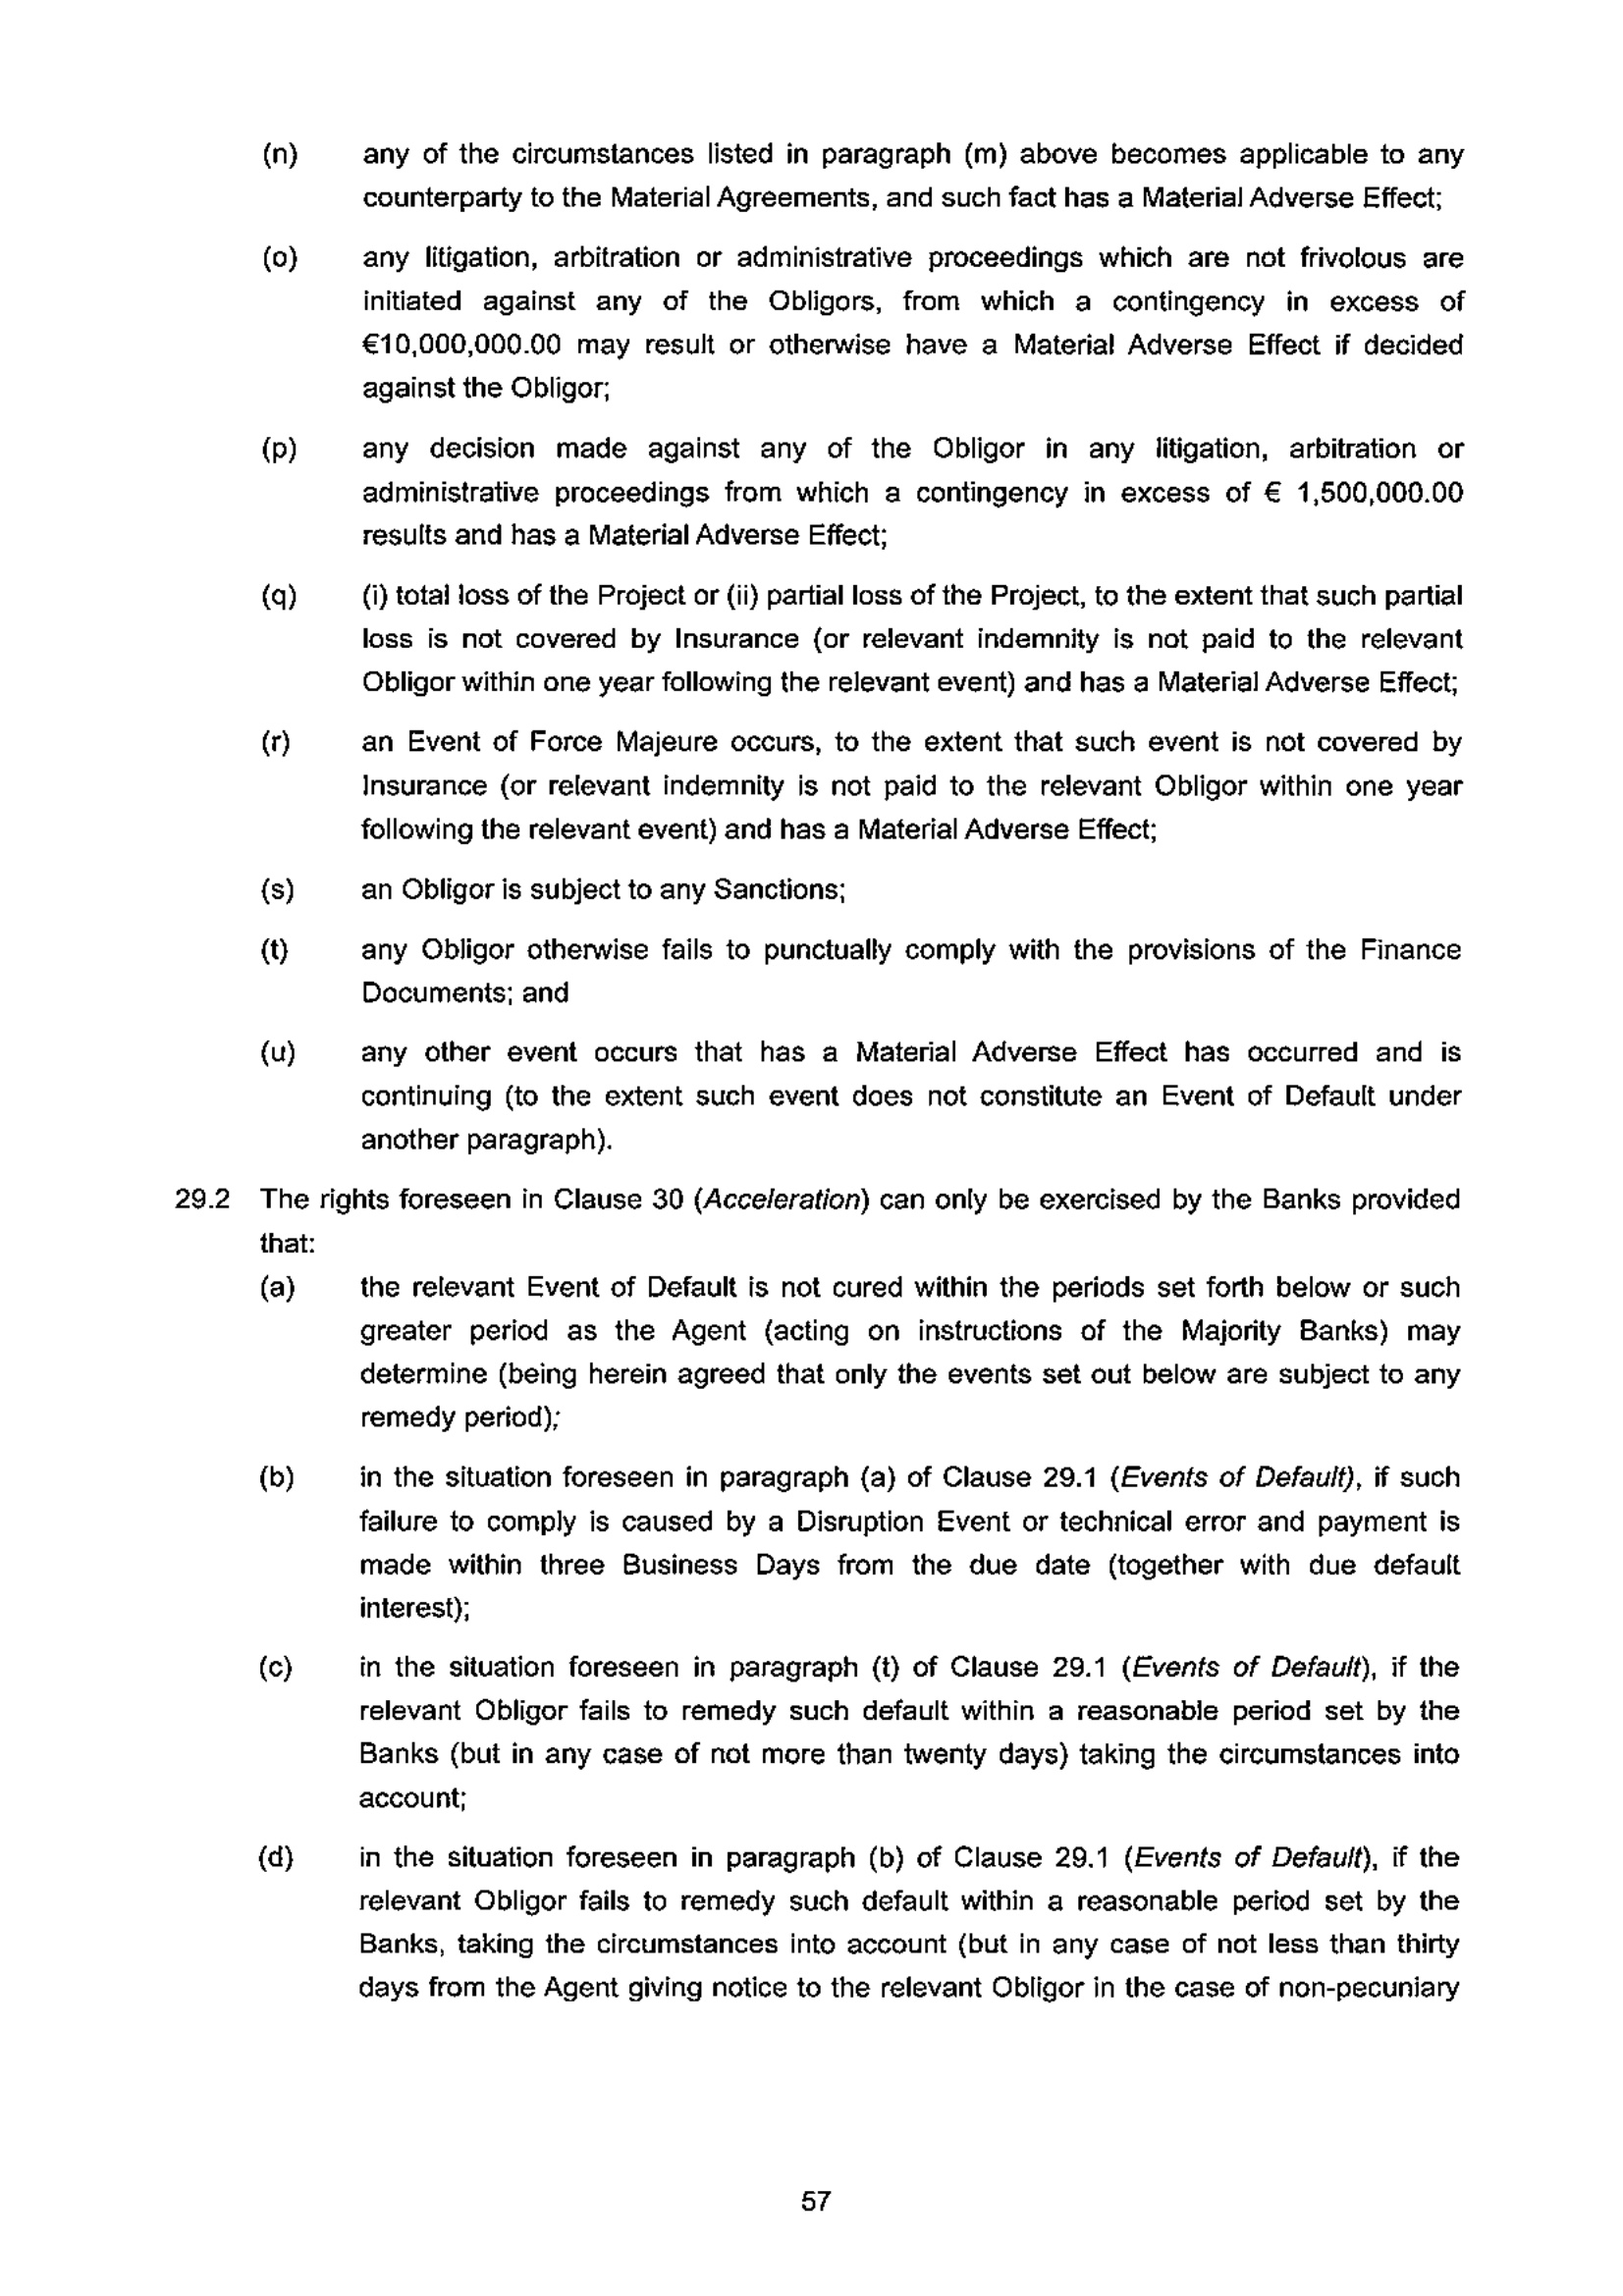 (n) any of the circumstances listed in paragraph (m) above becomes applicable to any
counterparty to the Material Agreements, and such fact has a Material Adverse Effect;
(o) any litigation, arbitration or administrative proceedings which are not frivolous are
initiated against any of the Obligors, from which a contingency in excess of
€10,000,000.00 may result or otherwise have a Material Adverse Effect if decided
against the Obligor;
(p) any decision made against any of the Obligor in any litigation, arbitration or
administrative proceedings from which a contingency in excess of € 1,500,000.00
results and has a Material Adverse Effect;
(q) (i) total loss of the Project or (ii) partial loss of the Project, to the extent that such partial
loss is not covered by Insurance (or relevant indemnity is not paid to the relevant
Obligor within one year following the relevant event) and has a Material Adverse Effect;
(r) an Event of Force Majeure occurs, to the extent that such event is not covered by
Insurance (or relevant indemnity is not paid to the relevant Obligor within one year
following the relevant event) and has a Material Adverse Effect;
(s) an Obligor is subject to any Sanctions;
(t) any Obligor otherwise fails to punctually comply with the provisions of the Finance
Documents; and
(u) any other event occurs that has a Material Adverse Effect has occurred and is
continuing (to the extent such event does not constitute an Event of Default under
another paragraph).
29.2 The rights foreseen in Clause 30 (Acceleration) can only be exercised by the Banks provided
that:
(a) the relevant Event of Default is not cured within the periods set forth below or such
greater period as the Agent (acting on instructions of the Majority Banks) may
determine (being herein agreed that only the events set out below are subject to any
remedy period);
(b) in the situation foreseen in paragraph (a) of Clause 29.1 (Events of Default), if such
failure to comply is caused by a Disruption Event or technical error and payment is
made within three Business Days from the due date (together with due default
interest);
(c) in the situation foreseen in paragraph (t) of Clause 29.1 (Events of Default), if the
relevant Obligor fails to remedy such default within a reasonable period set by the
Banks (but in any case of not more than twenty days) taking the circumstances into
account;
(d) in the situation foreseen in paragraph (b) of Clause 29.1 (Events of Default), if the
relevant Obligor fails to remedy such default within a reasonable period set by the
Banks, taking the circumstances into account (but in any case of not less than thirty
days from the Agent giving notice to the relevant Obligor in the case of non-pecuniary
57